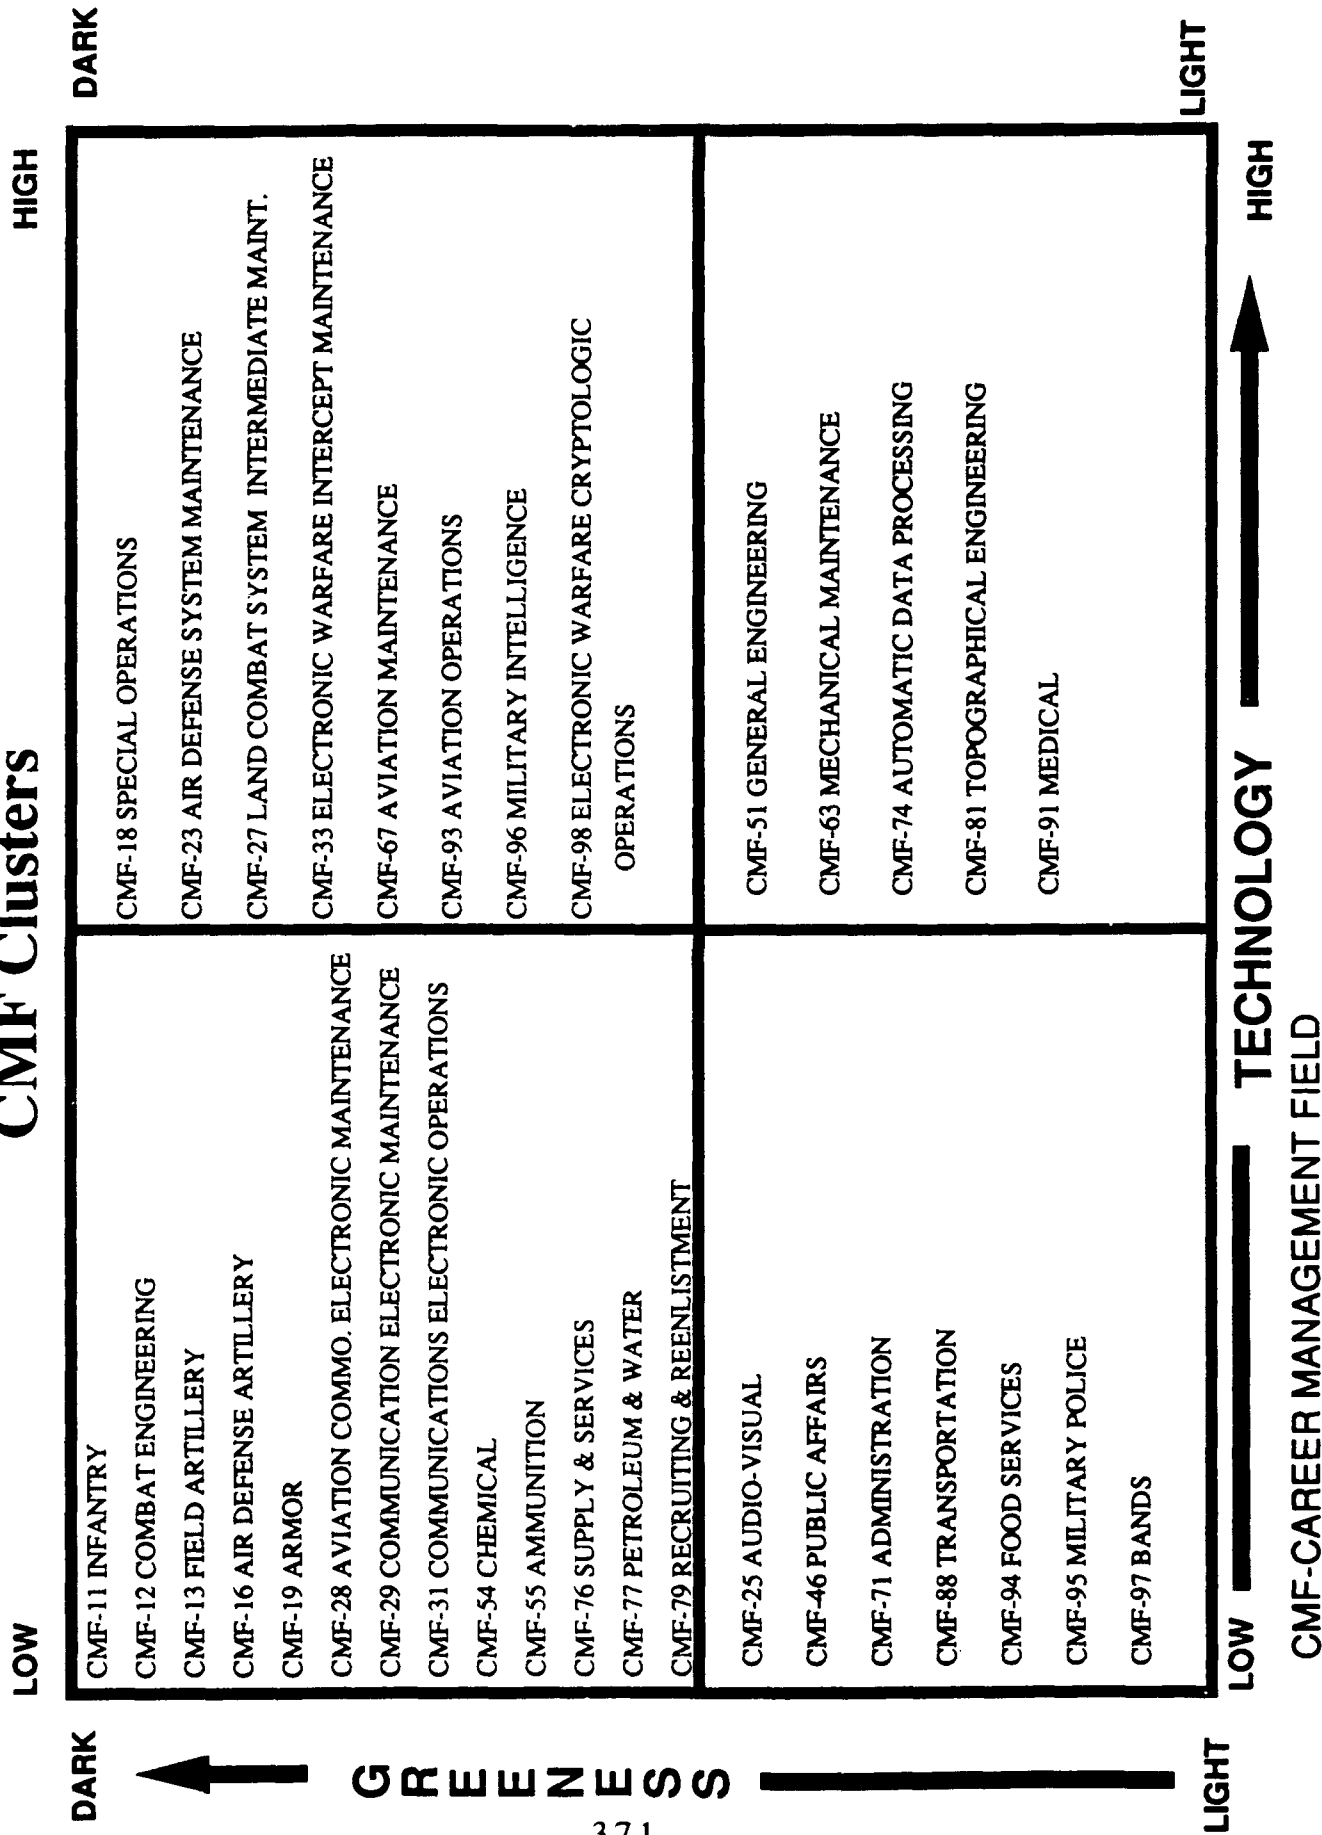 CMF Clusters
LOW
HIGH
DARK
DARK
CMF-11 INFANTRY
CMF-12 COMBAT ENGINEERING
CMF-13 FIELD ARTILLERY
CMF-16 AIR DEFENSE ARTILLERY
CMF-19 ARMOR
CMF-28 AVIATION COMMO. ELECTRONIC MAINTENANCE
CMF-29 COMMUNICATION ELECTRONIC MAINTENANCE
CMF-31 COMMUNICATIONS ELECTRONIC OPERATIONS
CMF-54 CHEMICAL
CMF-55 AMMUNITION
CMF-76 SUPPLY & SERVICES
CMF-77 PETROLEUM & WATER
CMF-79 RECRUITING & REENLISTMENT
CMF-18 SPECIAL OPERATIONS
CMF-23 AIR DEFENSE SYSTEM MAINTENANCE
CMF-27 LAND COMBAT SYSTEM INTERMEDIATE MAINT.
CMF-33 ELECTRONIC WARFARE INTERCEPT MAINTENANCE
CMF-67 AVIATION MAINTENANCE
CMF-93 AVIATION OPERATIONS
CMF-96 MILITARY INTELLIGENCE
CMF-98 ELECTRONIC WARFARE CRYPTOLOGIC
OPERATIONS
GREENESS
CMF-25 AUDIO-VISUAL
CMF-46 PUBLIC AFFAIRS
CMF-71 ADMINISTRATION
CMF-88 TRANSPORTATION
CMF-94 FOOD SERVICES
CMF-95 MILITARY POLICE
CMF-97 BANDS
CMF-51 GENERAL ENGINEERING
CMF-63 MECHANICAL MAINTENANCE
CMF-74 AUTOMATIC DATA PROCESSING
CMF-81 TOPOGRAPHICAL ENGINEERING
CMF-91 MEDICAL
LIGHT
LIGHT
LOW
TECHNOLOGY
HIGH
CMF-CAREER MANAGEMENT FIELD
371